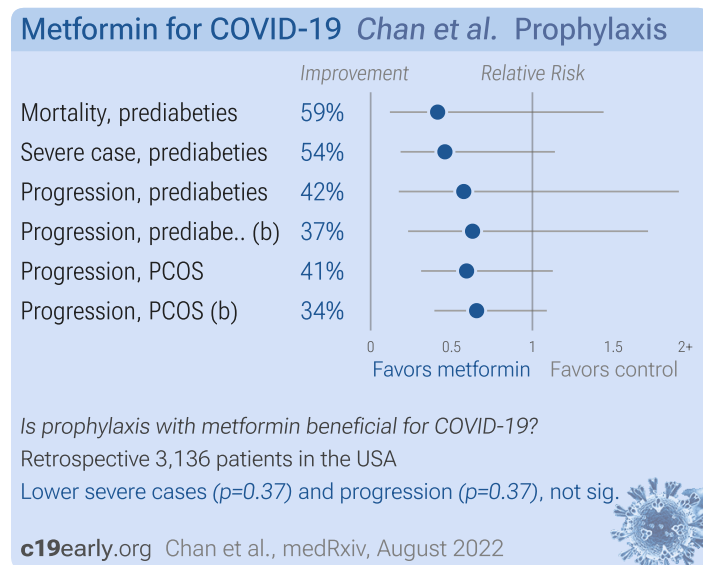 Metformin for COVID-19 Chan et al. Prophylaxis
Improvement Relative Risk
Mortality, prediabeties 59%
Severe case, prediabeties 54%
Progression, prediabeties 42%
Progression, prediabe.. (b) 37%
Progression, PCOS 41%
Progression, PCOS (b) 34%
0 0.5 1 1.5 2+
Favors metformin Favors control
Is prophylaxis with metformin beneficial for COVID-19?
Retrospective 3,136 patients in the USA
Lower severe cases (p=0.37) and progression (p=0.37), not sig.
c19early.org Chan et al., medRxiv, August 2022